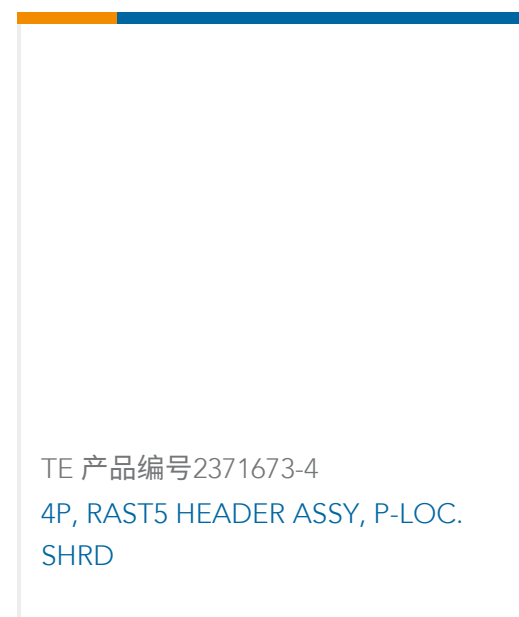 TE 产品编号2371673-4
4P, RAST5 HEADER ASSY, P-LOC.
SHRD